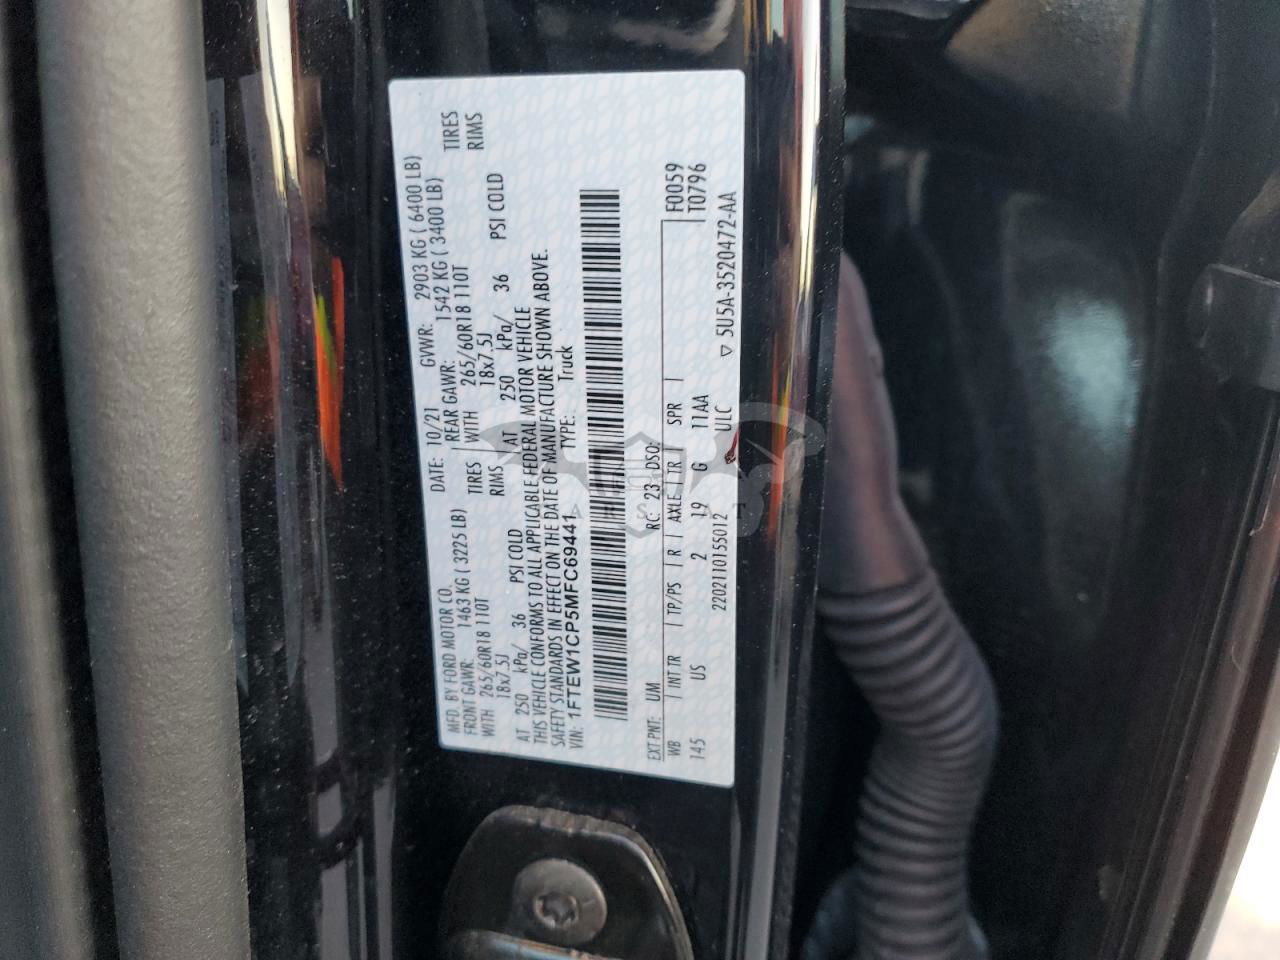 MFD. BY FORD MOTOR CO.
DATE: 10/21 GVWR: 2903 KG ( 6400 LB)
FRONT GAWR: 1463 KG ( 3225 LB) REAR GAWR: 1542 KG ( 3400 LB)
WITH 265/60R18 110T TIRES WITH 265/60R18 110T TIRES
18x7.5J RIMS 18x7.5J RIMS
AT 250 kPa/ 36 PSI COLD AT 250 kPa/ 36 PSI COLD
THIS VEHICLE CONFORMS TO ALL APPLICABLE FEDERAL MOTOR VEHICLE
SAFETY STANDARDS IN EFFECT ON THE DATE OF MANUFACTURE SHOWN ABOVE.
VIN: 1FTEW1CP5MFC69441 TYPE: Truck
EXT PNT: UM RC: 23 DSO: F0059
WB INT TR TP/PS R AXLE TR SPR T0796
145 US 2 19 G 11AA
2202110155012 ULC ▽ 5U5A-3520472-AA